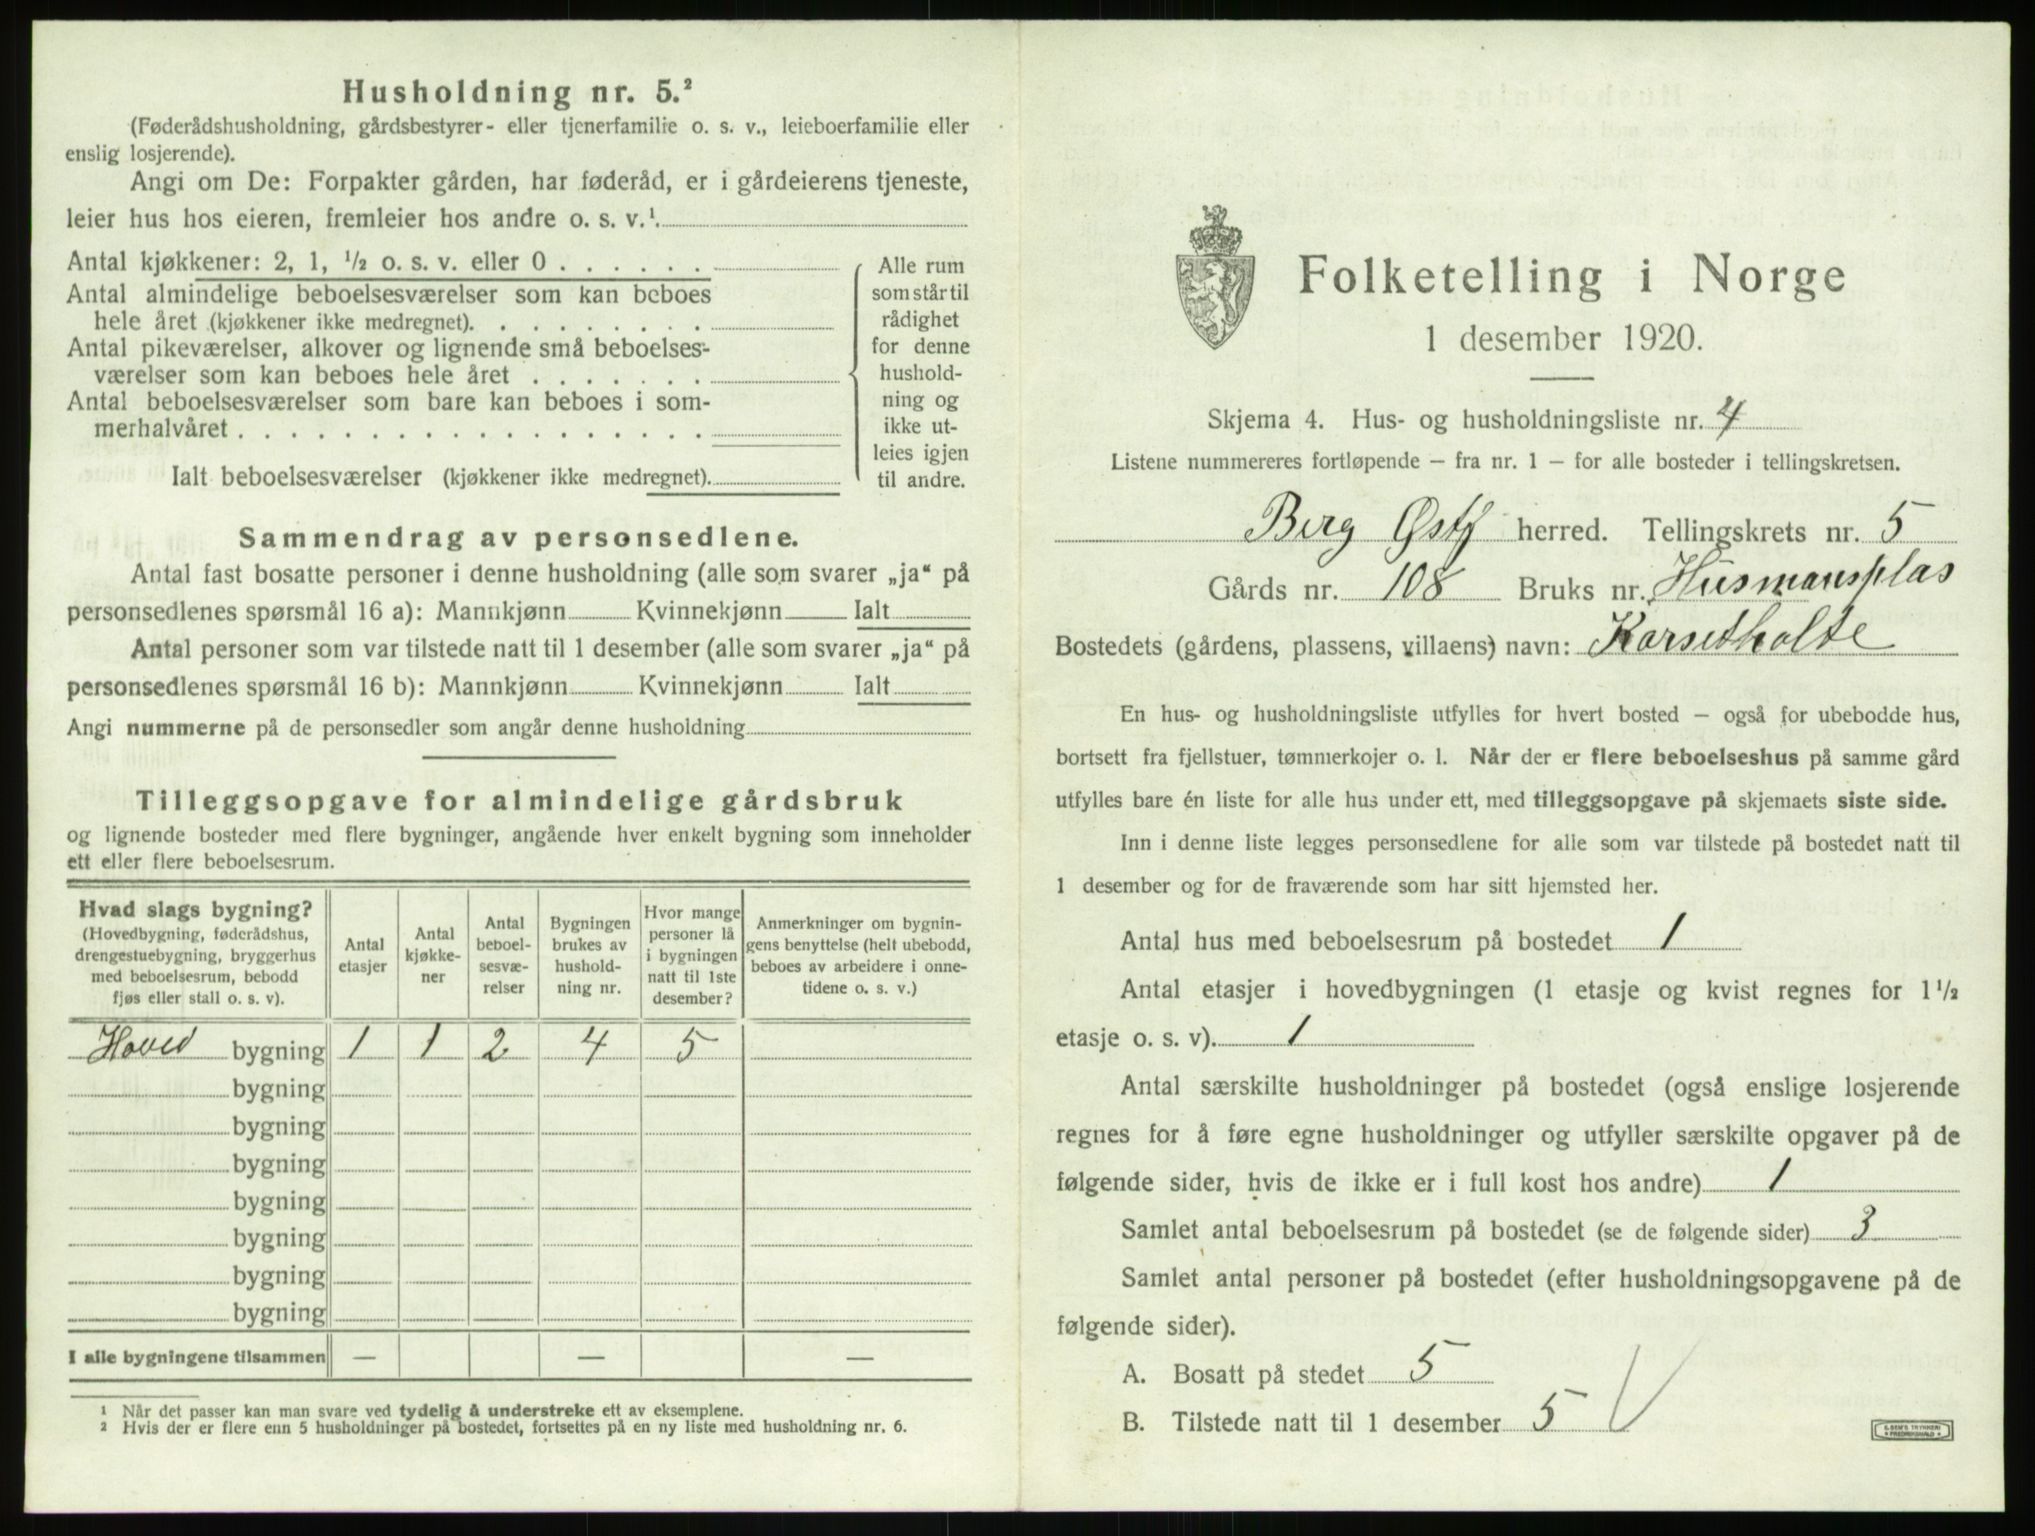 Husholdning nr. 5.²
(Føderådshusholdning, gårdsbestyrer- eller tjenerfamilie o. s. v., leieboerfamilie eller
enslig losjerende).
Angi om De: Forpakter gården, har føderåd, er i gårdeierens tjeneste,
leier hus hos eieren, fremleier hos andre o. s. v.¹.
Antal kjøkkener: 2, 1, ½ o. s. v. eller 0 . . . . . .
Antal almindelige beboelsesværelser som kan beboes
hele året (kjøkkener ikke medregnet). . . . . . . . .
Antal pikeværelser, alkover og lignende små beboelses-
værelser som kan beboes hele året . . . . . . .
Antal beboelsesværelser som bare kan beboes i som-
merhalvåret . . . . . . . . . . . . . . . . . .
Ialt beboelsesværelser (kjøkkener ikke medregnet).
Alle rum
som står til
rådighet
for denne
hushold-
ning og
ikke ut-
leies igjen
til andre.
Sammendrag av personsedlene.
Antal fast bosatte personer i denne husholdning (alle som svarer „ja“ på
personsedlenes spørsmål 16 a): Mannkjønn Kvinnekjønn Ialt
Antal personer som var tilstede natt til 1 desember (alle som svarer „ja“ på
personsedlenes spørsmål 16 b): Mannkjønn Kvinnekjønn Ialt
Angi nummerne på de personsedler som angår denne husholdning
Tilleggsopgave for almindelige gårdsbruk
og lignende bosteder med flere bygninger, angående hver enkelt bygning som inneholder
ett eller flere beboelsesrum.
Hvad slags bygning?
(Hovedbygning, føderådshus,
drengestuebygning, bryggerhus
med beboelsesrum, bebodd
fjøs eller stall o. s. v).
Antal
etasjer
Antal
kjøkke-
ner
Antal
beboel-
sesvæ-
relser
Bygningen
brukes av
hushold-
ning nr.
Hvor mange
personer lå
i bygningen
natt til 1ste
desember?
Anmerkninger om bygnin-
gens benyttelse (helt ubebodd,
beboes av arbeidere i onne-
tidene o. s. v.)
Hoved bygning 1 1 2 4 5
bygning
bygning
bygning
bygning
bygning
bygning
bygning
I alle bygningene tilsammen — — —
¹ Når det passer kan man svare ved tydelig å understreke ett av eksemplene.
² Hvis der er flere enn 5 husholdninger på bostedet, fortsettes på en ny liste med husholdning nr. 6.
Folketelling i Norge
1 desember 1920.
Skjema 4. Hus- og husholdningsliste nr. 4
Listene nummereres fortløpende – fra nr. 1 – for alle bosteder i tellingskretsen.
Berg Østf herred. Tellingskrets nr. 5
Gårds nr. 108 Bruks nr. Husmansplas
Bostedets (gårdens, plassens, villaens) navn: Korsetholte
En hus- og husholdningsliste utfylles for hvert bosted – også for ubebodde hus,
bortsett fra fjellstuer, tømmerkojer o. l. Når der er flere beboelseshus på samme gård
utfylles bare én liste for alle hus under ett, med tilleggsopgave på skjemaets siste side.
Inn i denne liste legges personsedlene for alle som var tilstede på bostedet natt til
1 desember og for de fraværende som har sitt hjemsted her.
Antal hus med beboelsesrum på bostedet 1
Antal etasjer i hovedbygningen (1 etasje og kvist regnes for 1½
etasje o. s. v). 1
Antal særskilte husholdninger på bostedet (også enslige losjerende
regnes for å føre egne husholdninger og utfyller særskilte opgaver på de
følgende sider, hvis de ikke er i full kost hos andre) 1
Samlet antal beboelsesrum på bostedet (se de følgende sider) 3
Samlet antal personer på bostedet (efter husholdningsopgavene på de
følgende sider).
A. Bosatt på stedet 5
B. Tilstede natt til 1 desember 5